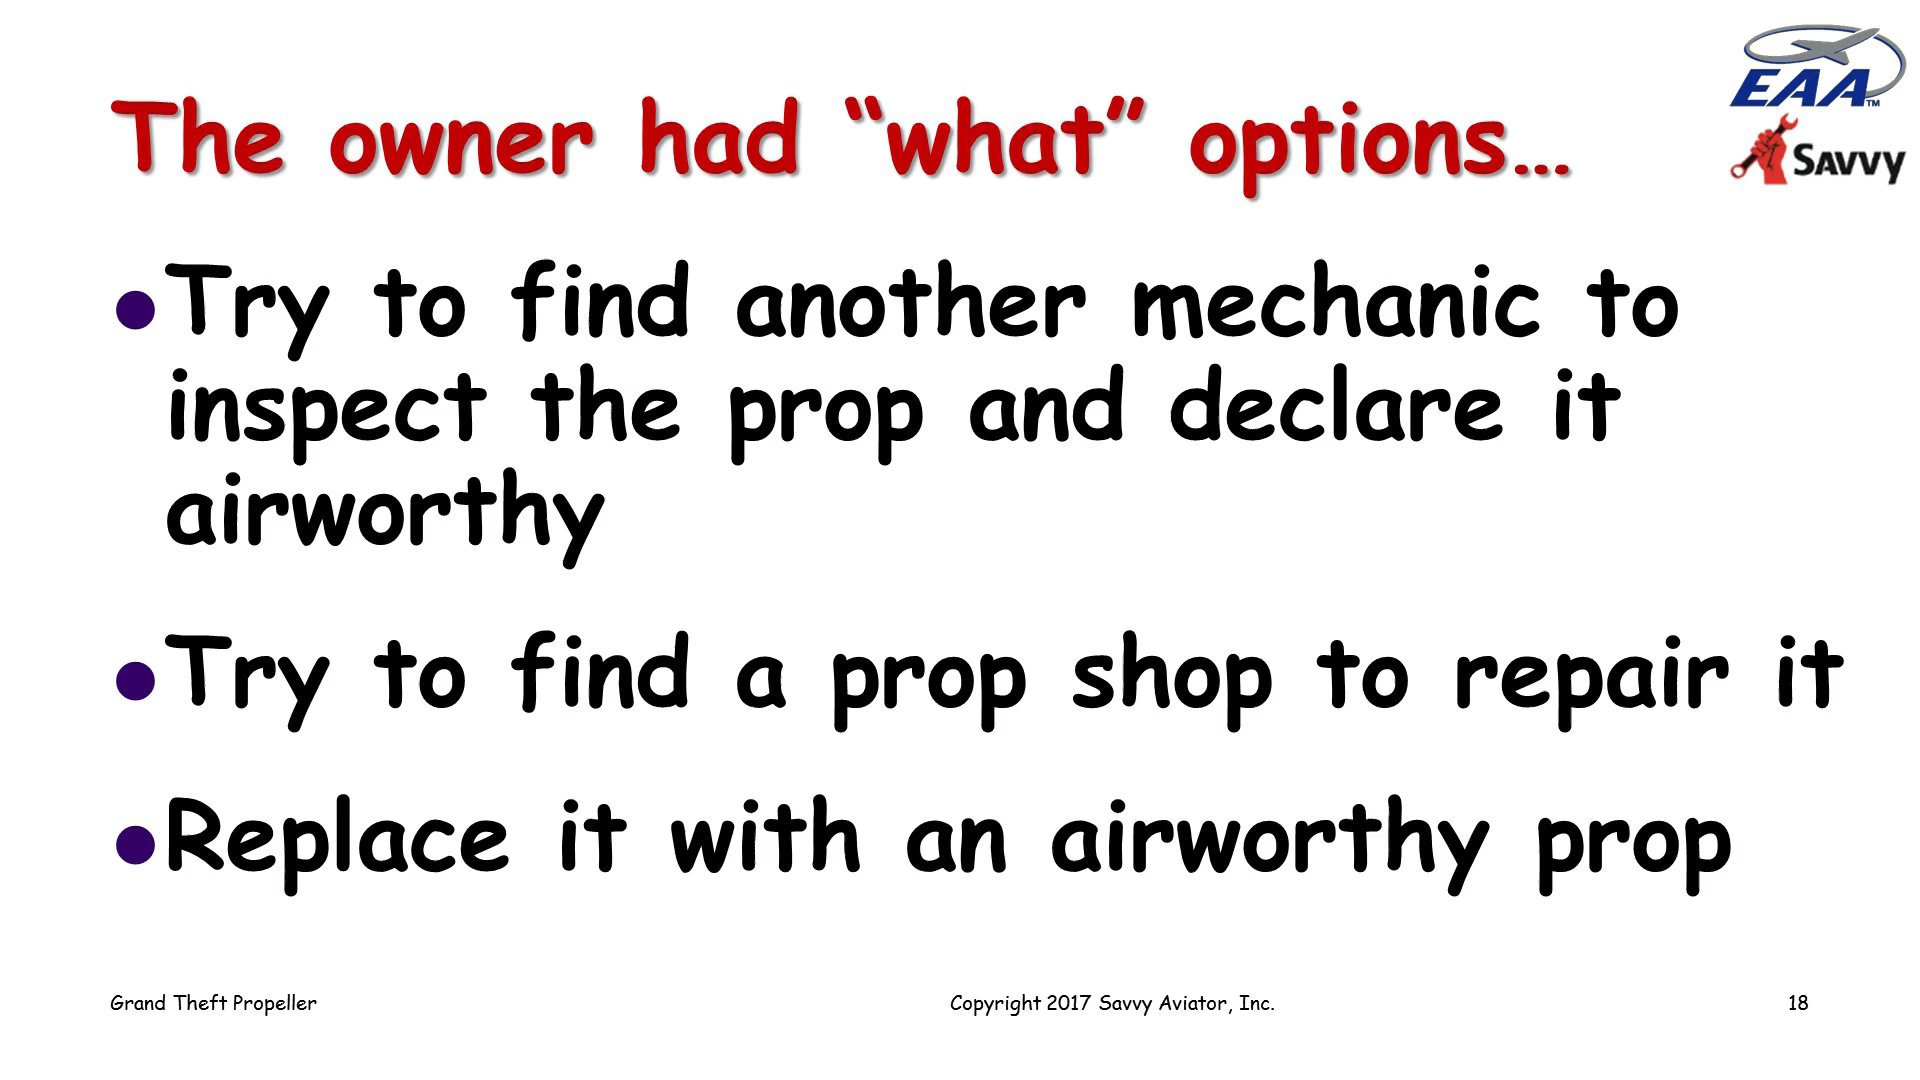 EAA™
Savvy
The owner had “what” options…
●Try to find another mechanic to
inspect the prop and declare it
airworthy
●Try to find a prop shop to repair it
●Replace it with an airworthy prop
Grand Theft Propeller
Copyright 2017 Savvy Aviator, Inc.
18